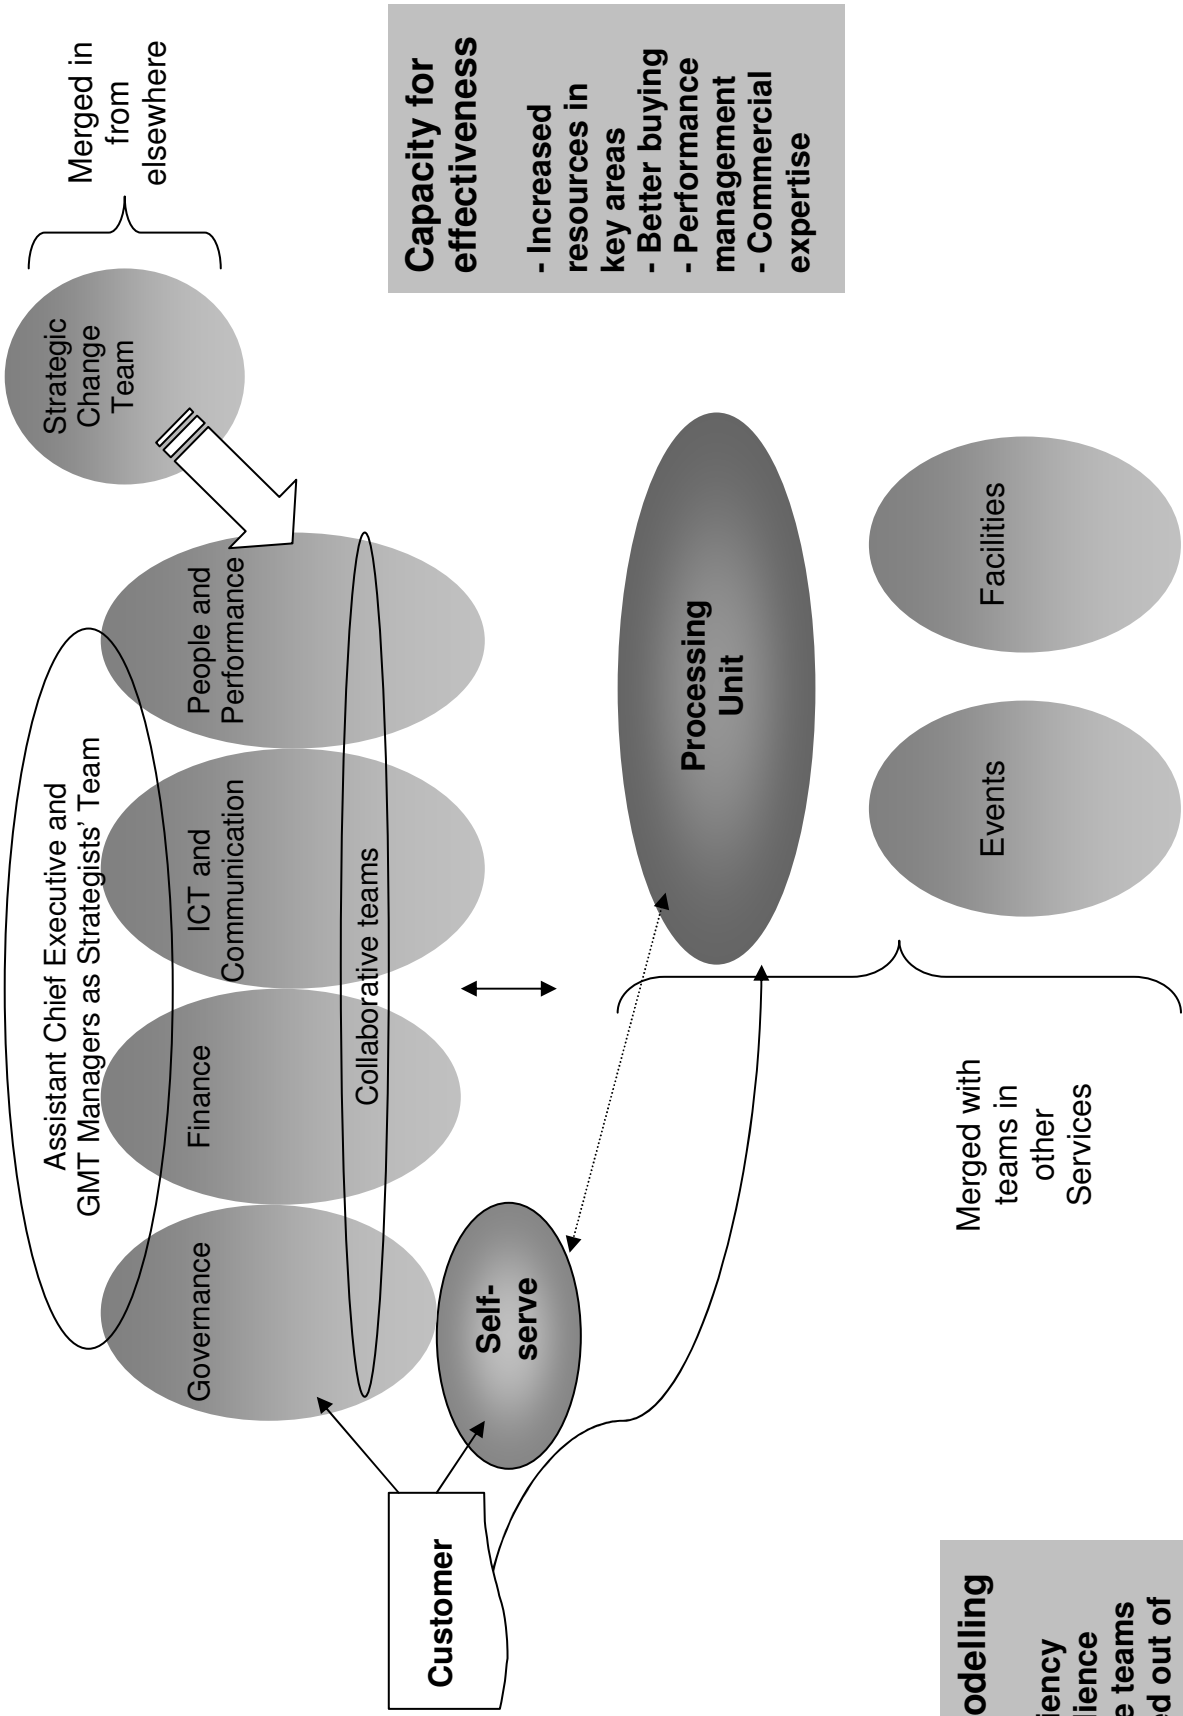 Assistant Chief Executive and
GMT Managers as Strategists' Team
Strategic
Change
Team
Merged in
from
elsewhere
Governance
Finance
ICT and
Communication
People and
Performance
Collaborative teams
Customer
Self-
serve
Capacity for
effectiveness
- Increased
resources in
key areas
- Better buying
- Performance
management
- Commercial
expertise
Processing
Unit
Merged with
teams in
other
Services
Events
Facilities
odelling
iency
lience
e teams
ed out of